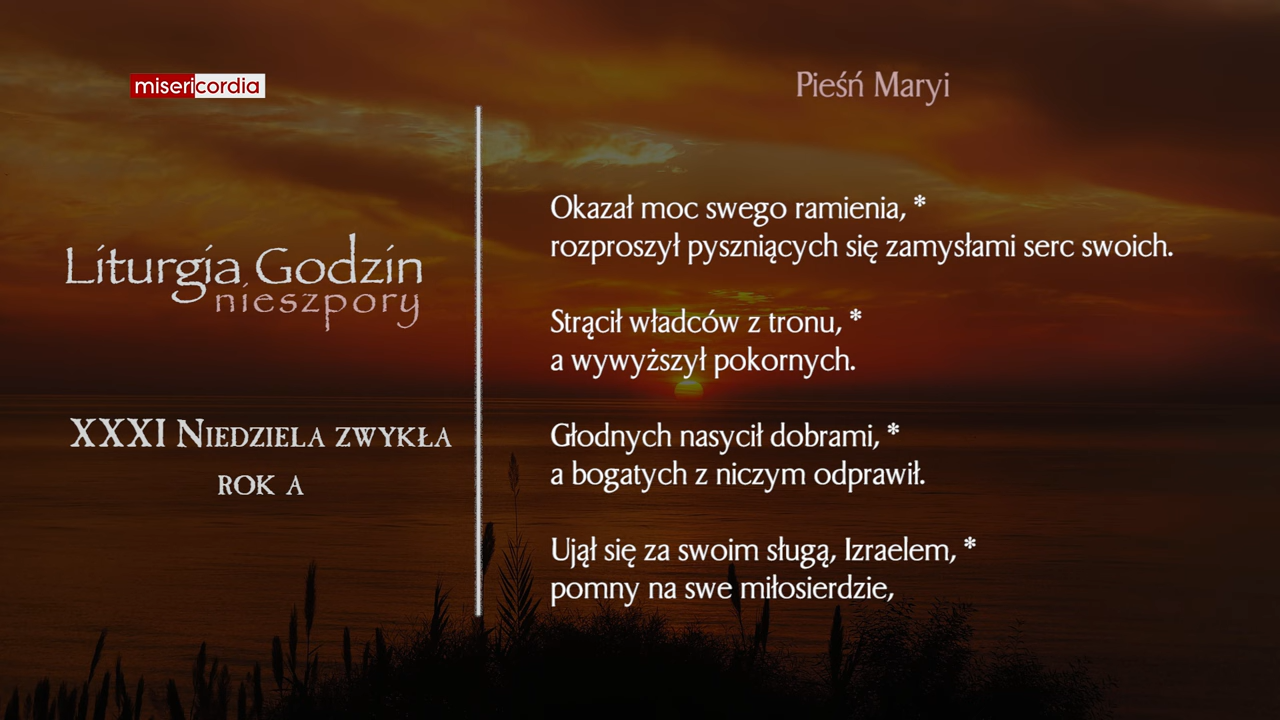 misericordia
Liturgia Godzin
nieszpory
XXXI Niedziela zwykła
rok A
Pieśń Maryi
Okazał moc swego ramienia, *
rozproszył pyszniących się zamysłami serc swoich.
Strącił władców z tronu, *
a wywyższył pokornych.
Głodnych nasycił dobrami, *
a bogatych z niczym odprawił.
Ujął się za swoim sługą, Izraelem, *
pomny na swe miłosierdzie,